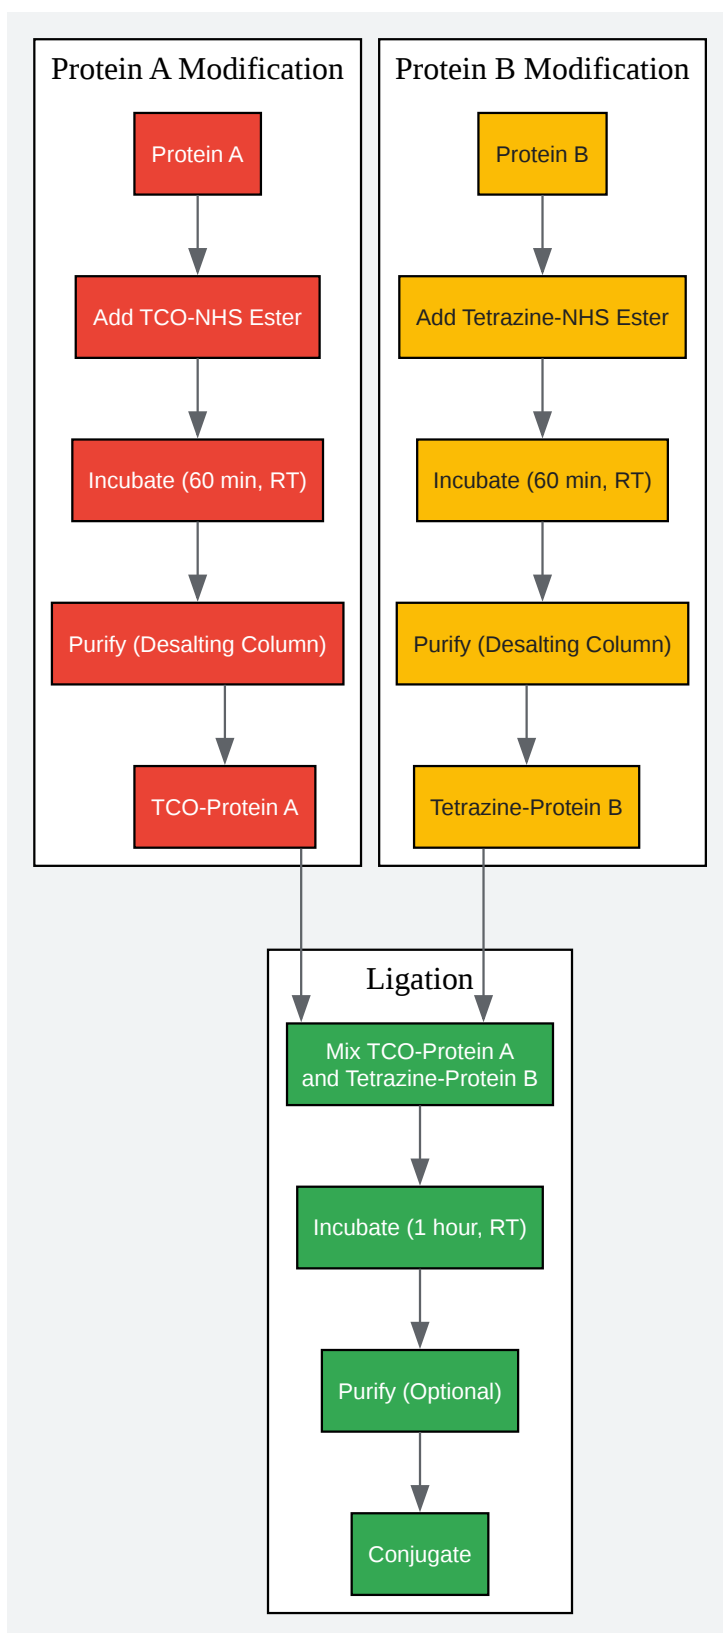 Protein A Modification
Protein A
Add TCO-NHS Ester
Incubate (60 min, RT)
Purify (Desalting Column)
TCO-Protein A
Protein B Modification
Protein B
Add Tetrazine-NHS Ester
Incubate (60 min, RT)
Purify (Desalting Column)
Tetrazine-Protein B
Ligation
Mix TCO-Protein A
and Tetrazine-Protein B
Incubate (1 hour, RT)
Purify (Optional)
Conjugate